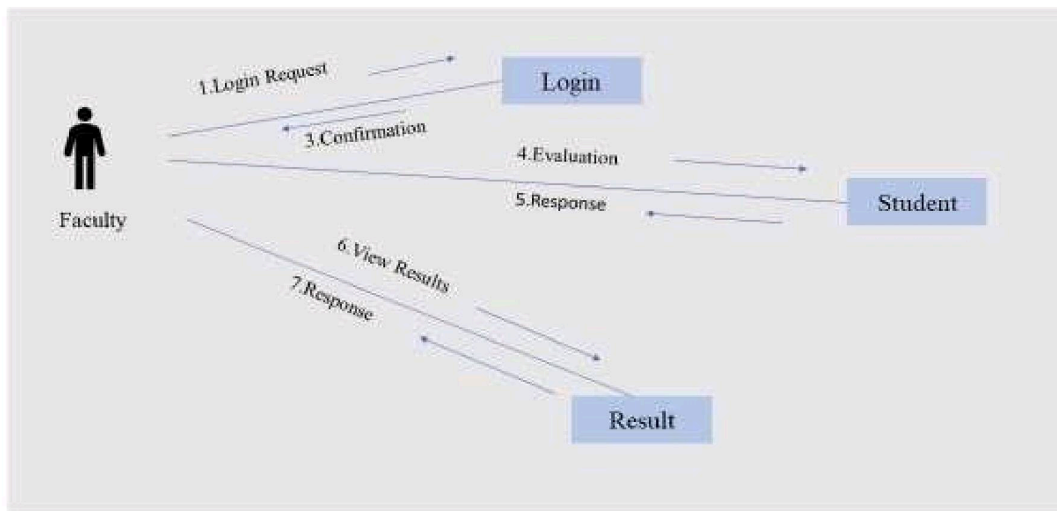 1.Login Request
Login
3.Confirmation
4.Evaluation
5.Response
Student
Faculty
6.View Results
7.Response
Result